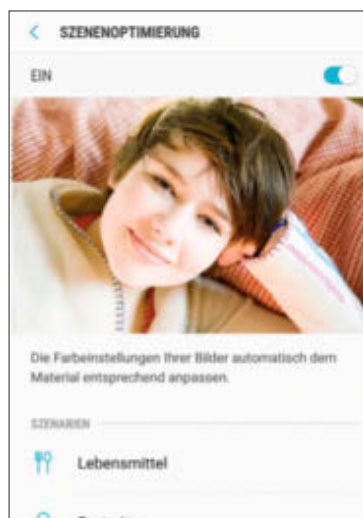 SZENENOPTIMIERUNG
EIN
Die Farbeinstellungen Ihrer Bilder automatisch dem
Material entsprechend anpassen.
SZENARIEN
Lebensmittel